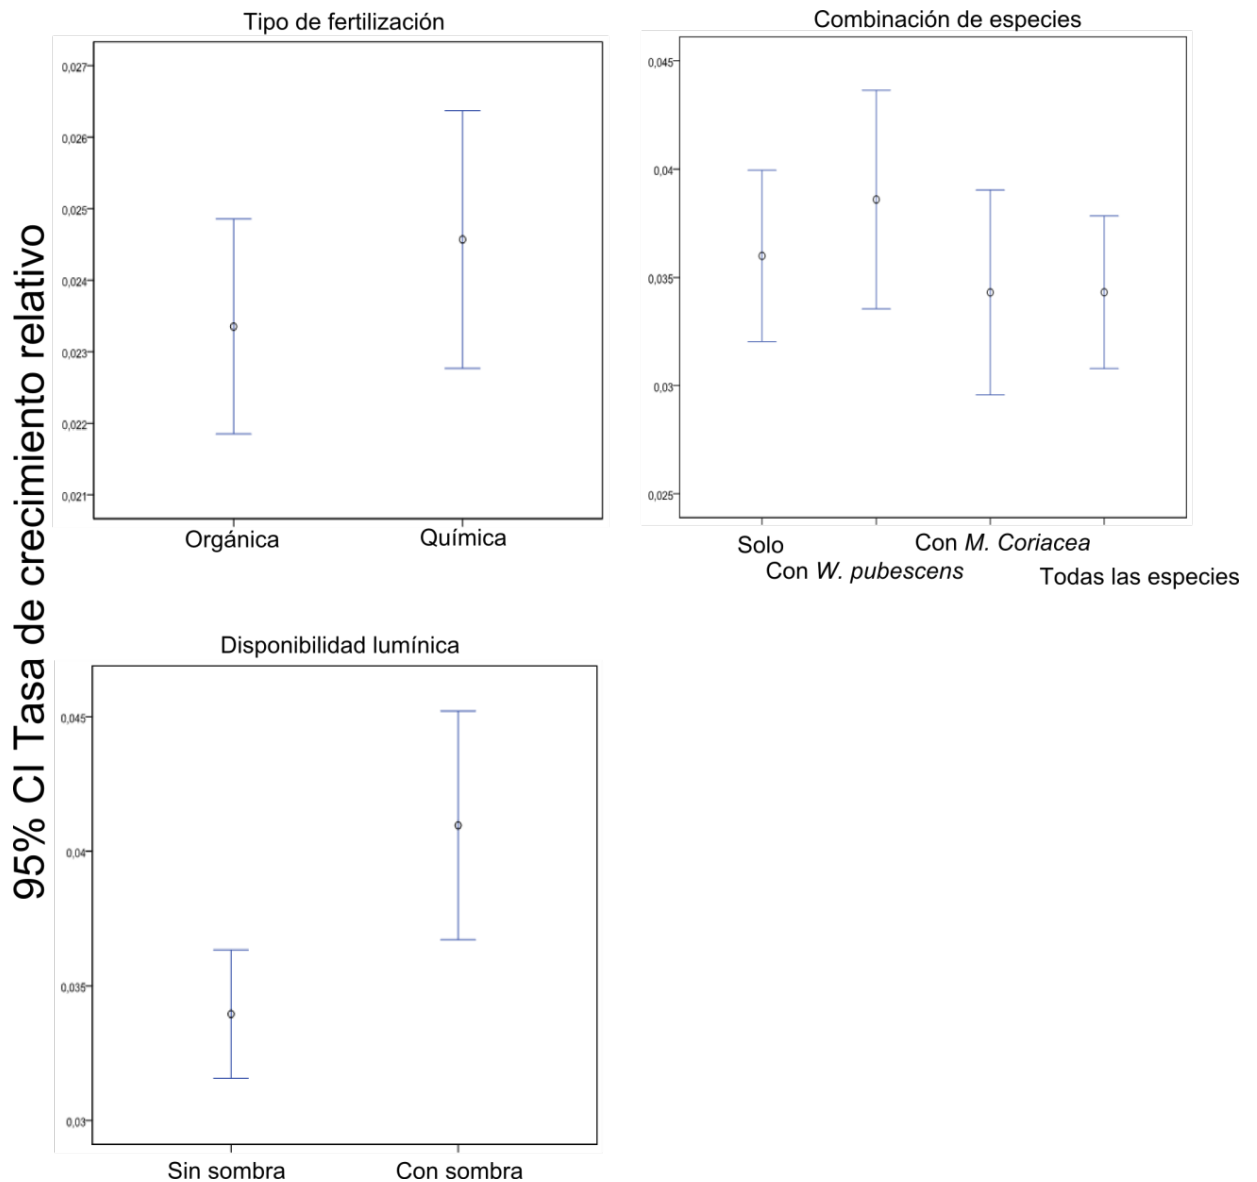 95% CI Tasa de crecimiento relativo
Tipo de fertilización
0,027
0,026
0,025
0,024
0,023
0,022
0,021
Orgánica Química
Combinación de especies
0,045
0,04
0,035
0,03
0,025
Solo Con M. Coriacea
Con W. pubescens Todas las especies
Disponibilidad lumínica
0,045
0,04
0,035
0,03
Sin sombra Con sombra